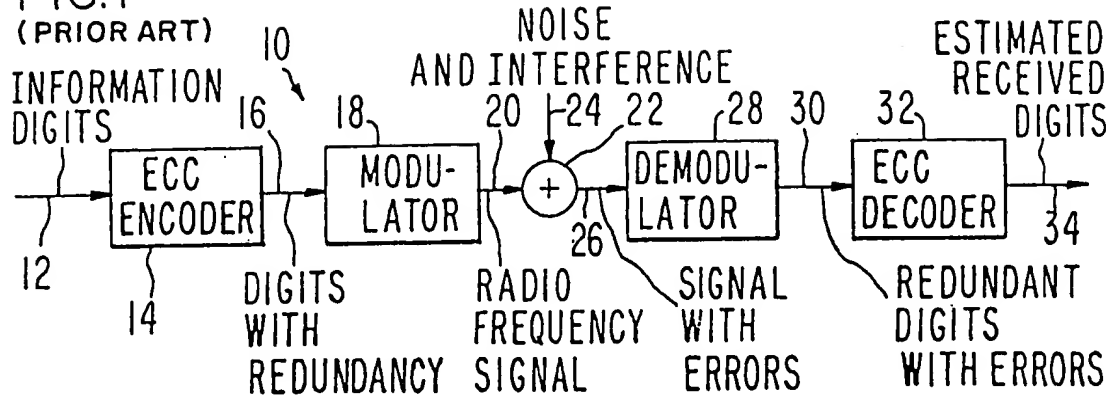 FIG.1
(PRIOR ART)
10
NOISE
AND INTERFERENCE
ESTIMATED
RECEIVED
DIGITS
INFORMATION
DIGITS
16
18
20
24
22
28
30
32
ECC
ENCODER
MODU-
LATOR
+
DEMODU-
LATOR
ECC
DECODER
12
14
26
34
DIGITS
WITH
REDUNDANCY
RADIO
FREQUENCY
SIGNAL
SIGNAL
WITH
ERRORS
REDUNDANT
DIGITS
WITH ERRORS